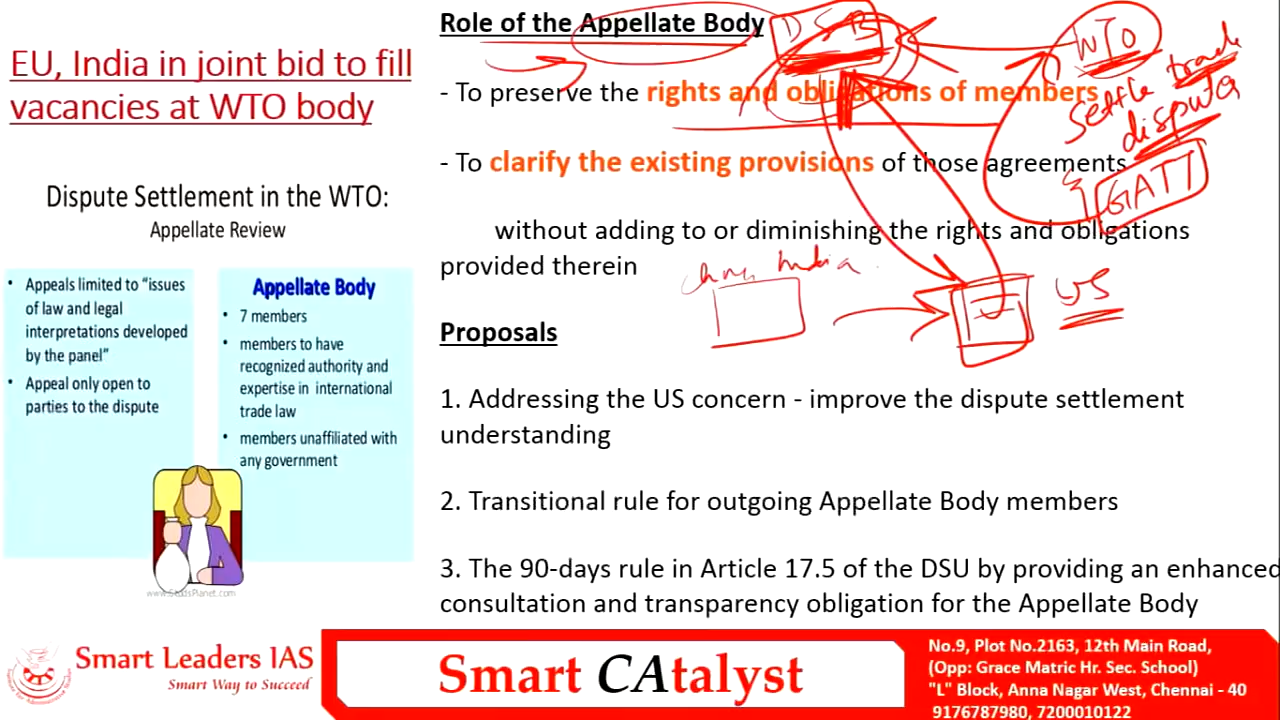 EU, India in joint bid to fill
vacancies at WTO body
Dispute Settlement in the WTO:
Appellate Review
• Appeals limited to “issues
of law and legal
interpretations developed
by the panel”
• Appeal only open to
parties to the dispute
Appellate Body
• 7 members
• members to have
recognized authority and
expertise in international
trade law
• members unaffiliated with
any government
www.StudsPlanet.com
Role of the Appellate Body
DSB
WTO
settle trade
disputes
GATT
- To preserve the rights and obligations of members
- To clarify the existing provisions of those agreements
without adding to or diminishing the rights and obligations
provided therein
India
US
Proposals
1. Addressing the US concern - improve the dispute settlement
understanding
2. Transitional rule for outgoing Appellate Body members
3. The 90-days rule in Article 17.5 of the DSU by providing an enhanced
consultation and transparency obligation for the Appellate Body
Smart Leaders IAS
Smart Way to Succeed
Smart CAtalyst
No.9, Plot No.2163, 12th Main Road,
(Opp: Grace Matric Hr. Sec. School)
"L" Block, Anna Nagar West, Chennai - 40
9176787980, 7200010122